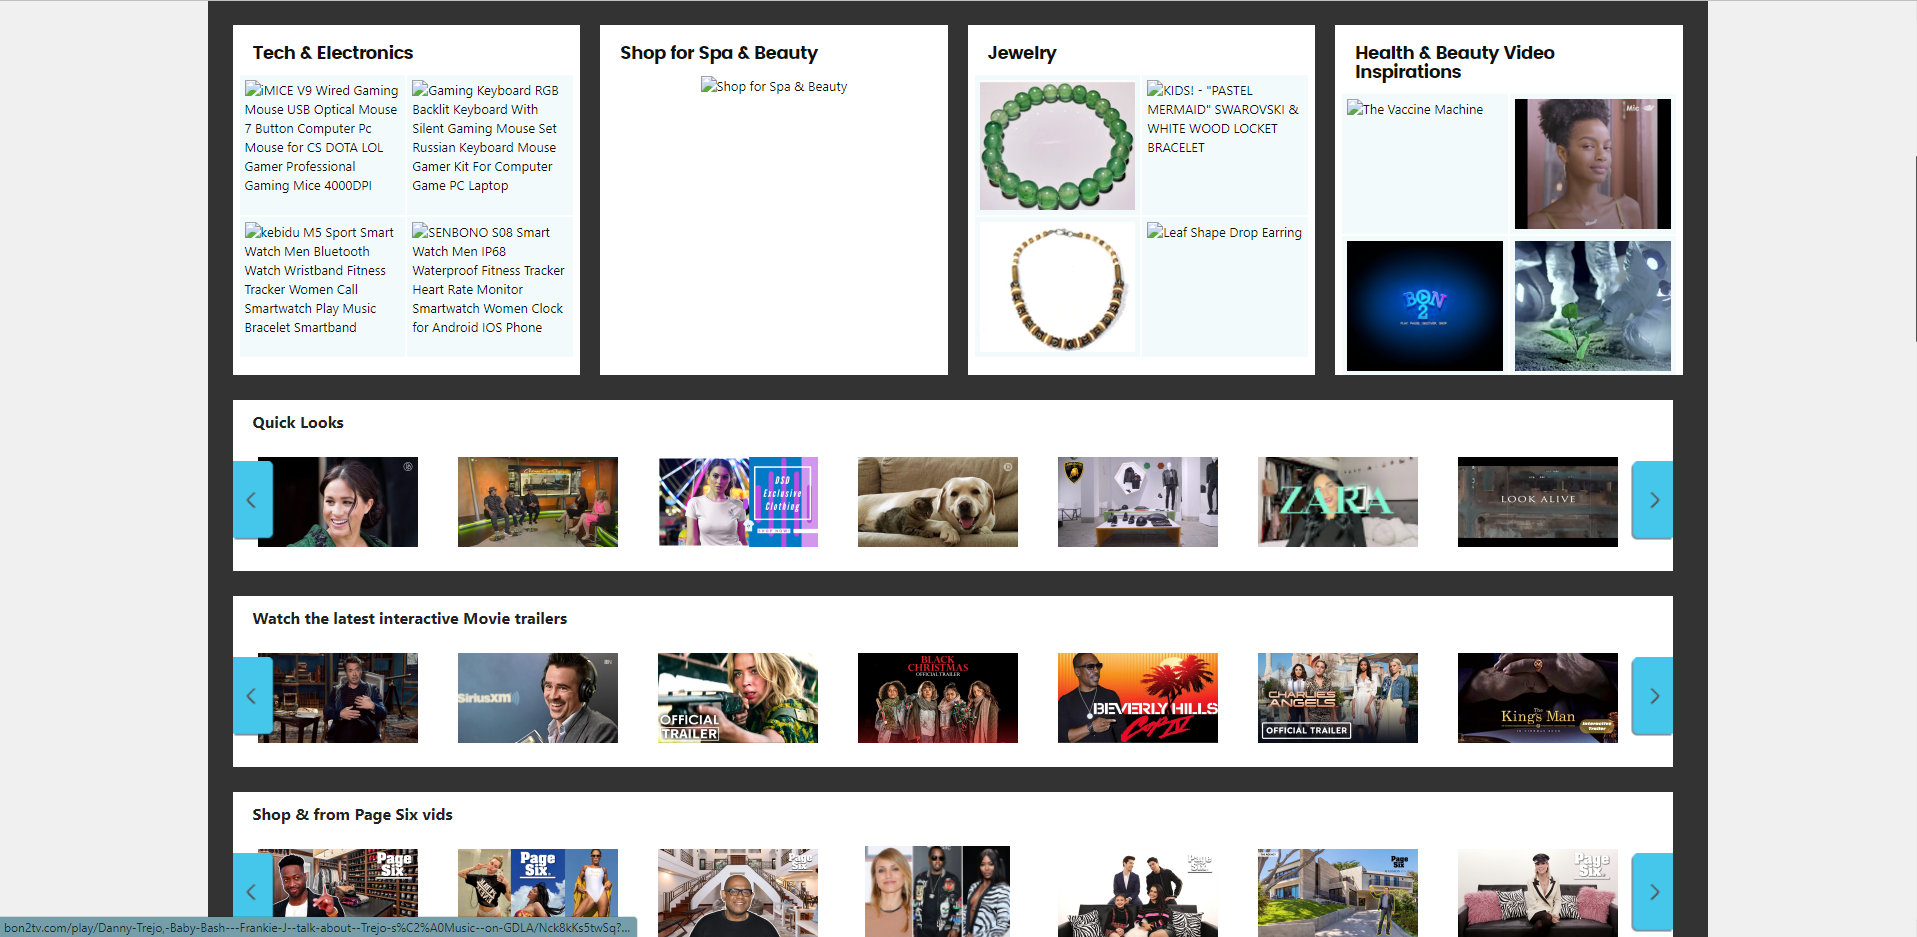 Tech & Electronics
iMICE V9 Wired Gaming
Mouse USB Optical Mouse
7 Button Computer Pc
Mouse for CS DOTA LOL
Gamer Professional
Gaming Mice 4000DPI
Gaming Keyboard RGB
Backlit Keyboard With
Silent Gaming Mouse Set
Russian Keyboard Mouse
Gamer Kit For Computer
Game PC Laptop
kebidu M5 Sport Smart
Watch Men Bluetooth
Watch Wristband Fitness
Tracker Women Call
Smartwatch Play Music
Bracelet Smartband
SENBONO S08 Smart
Watch Men IP68
Waterproof Fitness Tracker
Heart Rate Monitor
Smartwatch Women Clock
for Android IOS Phone
Shop for Spa & Beauty
Shop for Spa & Beauty
Jewelry
KIDS! - "PASTEL
MERMAID" SWAROVSKI &
WHITE WOOD LOCKET
BRACELET
Leaf Shape Drop Earring
Health & Beauty Video
Inspirations
The Vaccine Machine
Mic
BON
2
Quick Looks
DSD
Exclusive
Clothing
ZARA
LOOK ALIVE
Watch the latest interactive Movie trailers
SiriusXM
OFFICIAL
TRAILER
BLACK
CHRISTMAS
OFFICIAL TRAILER
BEVERLY HILLS
COP IV
CHARLIE'S
ANGELS
OFFICIAL TRAILER
The
King's Man
Interactive
Trailer
Shop & from Page Six vids
Page
Six
Page
Six
Page
Six
Page
Six
Page
Six
Page
Six
bon2tv.com/play/Danny-Trejo,-Baby-Bash---Frankie-J--talk-about--Trejo-s%C2%A0Music--on-GDLA/Nck8kKs5twSq?...